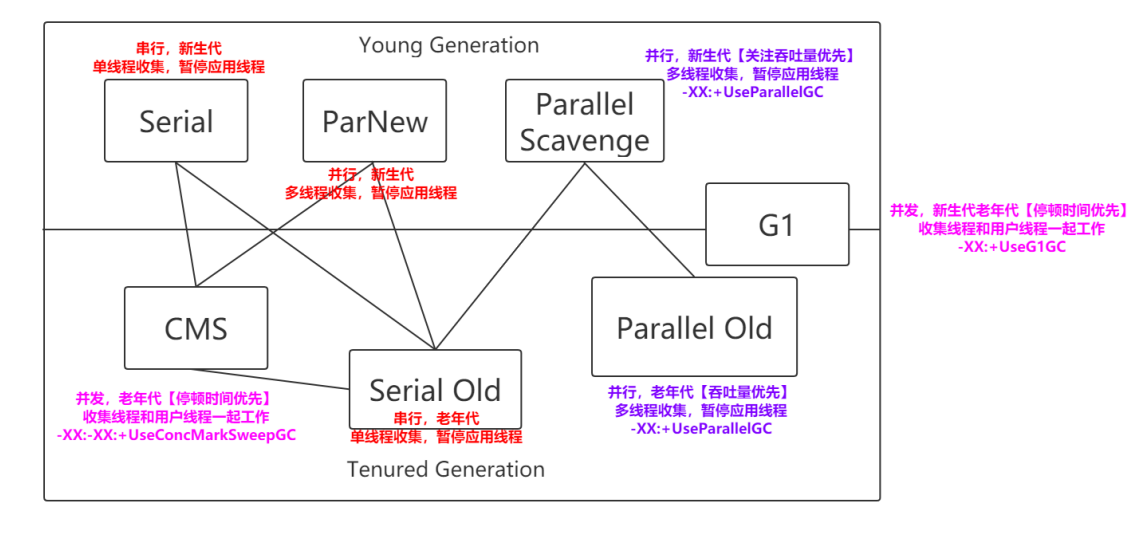 Young Generation
串行，新生代
单线程收集，暂停应用线程
Serial
ParNew
并行，新生代
多线程收集，暂停应用线程
并行，新生代【关注吞吐量优先】
多线程收集，暂停应用线程
-XX:+UseParallelGC
Parallel
Scavenge
G1
并发，新生代老年代【停顿时间优先】
收集线程和用户线程一起工作
-XX:+UseG1GC
CMS
并发，老年代【停顿时间优先】
收集线程和用户线程一起工作
-XX:-XX:+UseConcMarkSweepGC
Serial Old
串行，老年代
单线程收集，暂停应用线程
Parallel Old
并行，老年代【吞吐量优先】
多线程收集，暂停应用线程
-XX:+UseParallelGC
Tenured Generation